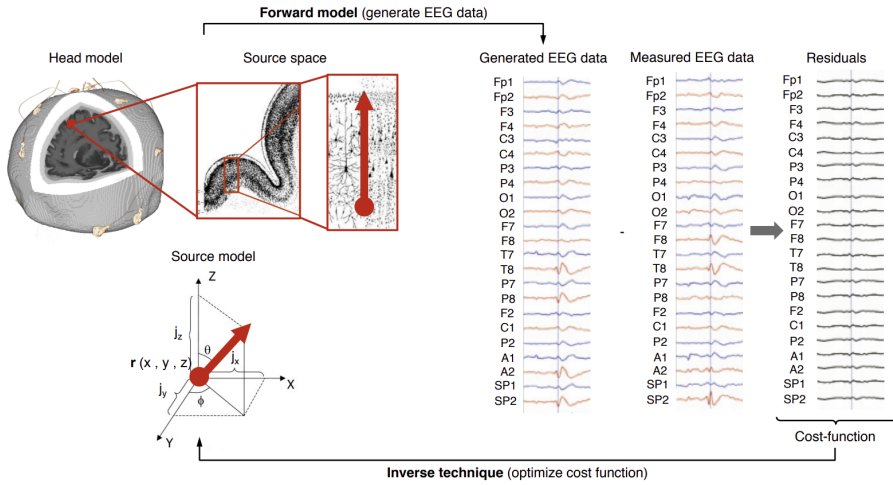 Forward model (generate EEG data)
Head model
Source space
Generated EEG data
Measured EEG data
Residuals
Fp1
Fp2
F3
F4
C3
C4
P3
P4
O1
O2
F7
F8
T7
T8
P7
P8
F2
C1
P2
A1
A2
SP1
SP2
-
Fp1
Fp2
F3
F4
C3
C4
P3
P4
O1
O2
F7
F8
T7
T8
P7
P8
F2
C1
P2
A1
A2
SP1
SP2
Fp1
Fp2
F3
F4
C3
C4
P3
P4
O1
O2
F7
F8
T7
T8
P7
P8
F2
C1
P2
A1
A2
SP1
SP2
Source model
Z
jz
θ
r (x , y , z)
jx
X
jy
ϕ
Y
Cost-function
Inverse technique (optimize cost function)